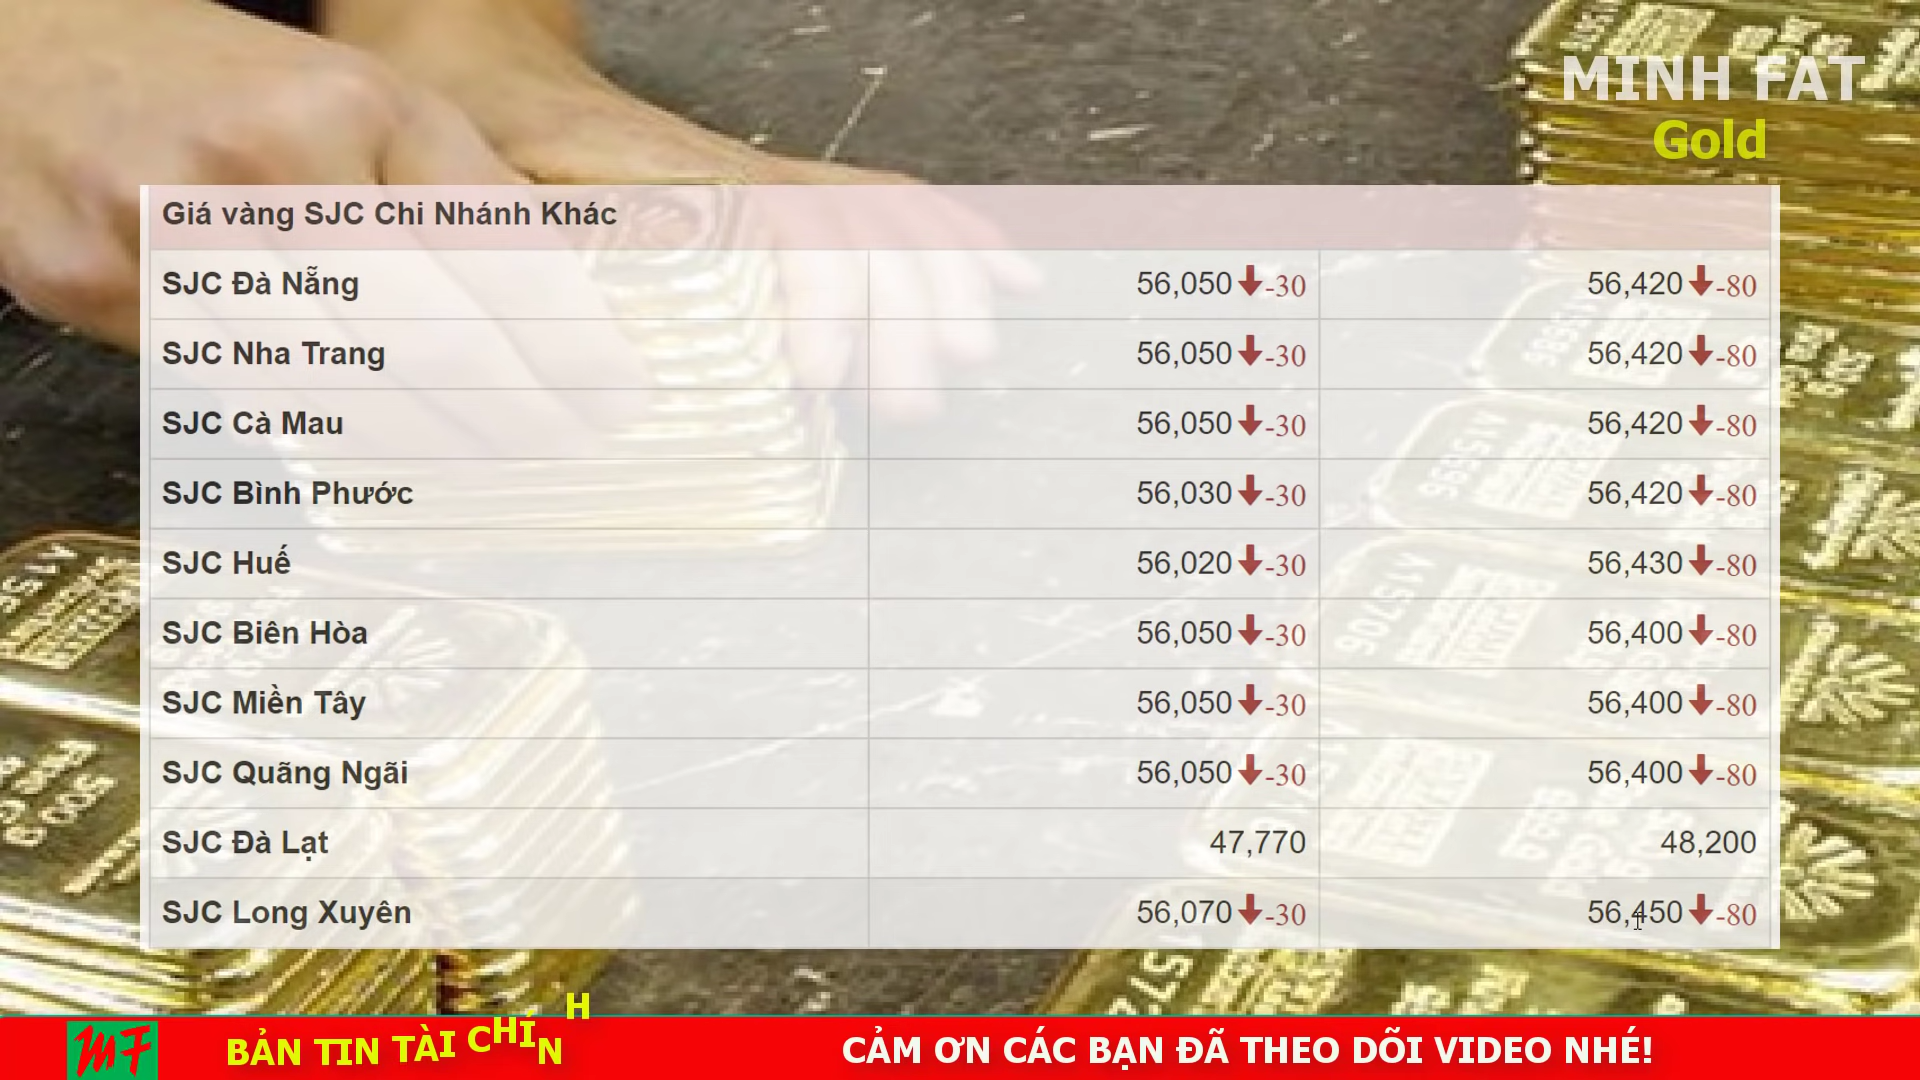 MINH FAT
Gold
Giá vàng SJC Chi Nhánh Khác
SJC Đà Nẵng 56,050 -30 56,420 -80
SJC Nha Trang 56,050 -30 56,420 -80
SJC Cà Mau 56,050 -30 56,420 -80
SJC Bình Phước 56,030 -30 56,420 -80
SJC Huế 56,020 -30 56,430 -80
SJC Biên Hòa 56,050 -30 56,400 -80
SJC Miền Tây 56,050 -30 56,400 -80
SJC Quãng Ngãi 56,050 -30 56,400 -80
SJC Đà Lạt 47,770 48,200
SJC Long Xuyên 56,070 -30 56,450 -80
MF BẢN TIN TÀI CHÍNH CẢM ƠN CÁC BẠN ĐÃ THEO DÕI VIDEO NHÉ!